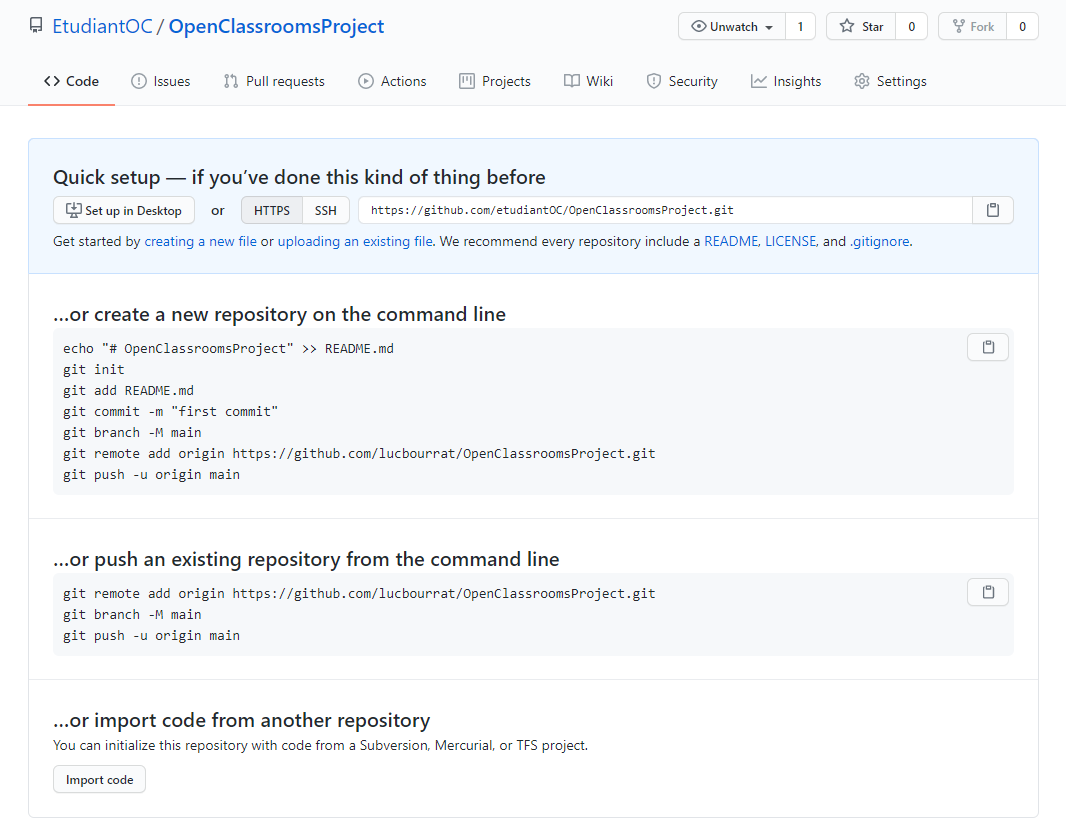 EtudiantOC / OpenClassroomsProject
Unwatch 1 Star 0 Fork 0
Code Issues Pull requests Actions Projects Wiki Security Insights Settings
Quick setup — if you’ve done this kind of thing before
Set up in Desktop or HTTPS SSH https://github.com/etudiantOC/OpenClassroomsProject.git
Get started by creating a new file or uploading an existing file. We recommend every repository include a README, LICENSE, and .gitignore.
…or create a new repository on the command line
echo "# OpenClassroomsProject" >> README.md
git init
git add README.md
git commit -m "first commit"
git branch -M main
git remote add origin https://github.com/lucbourrat/OpenClassroomsProject.git
git push -u origin main
…or push an existing repository from the command line
git remote add origin https://github.com/lucbourrat/OpenClassroomsProject.git
git branch -M main
git push -u origin main
…or import code from another repository
You can initialize this repository with code from a Subversion, Mercurial, or TFS project.
Import code